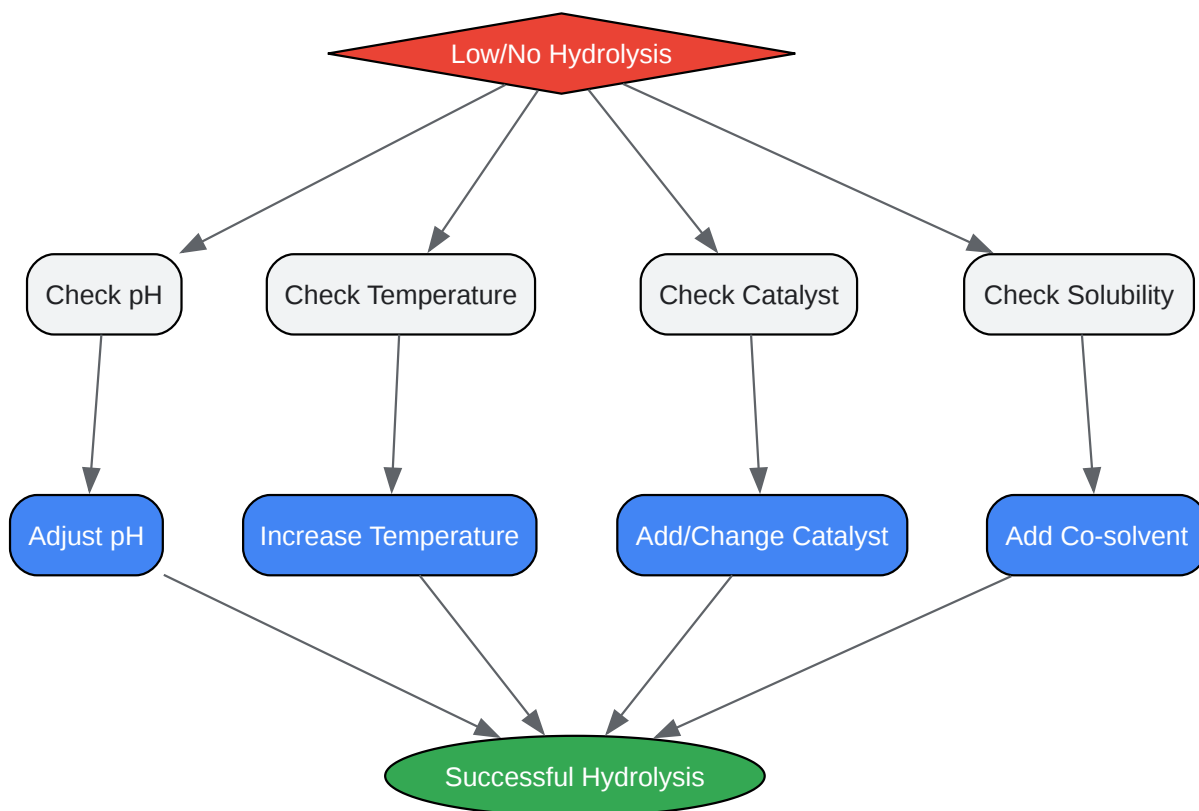 Low/No Hydrolysis
Check pH
Check Temperature
Check Catalyst
Check Solubility
Adjust pH
Increase Temperature
Add/Change Catalyst
Add Co-solvent
Successful Hydrolysis